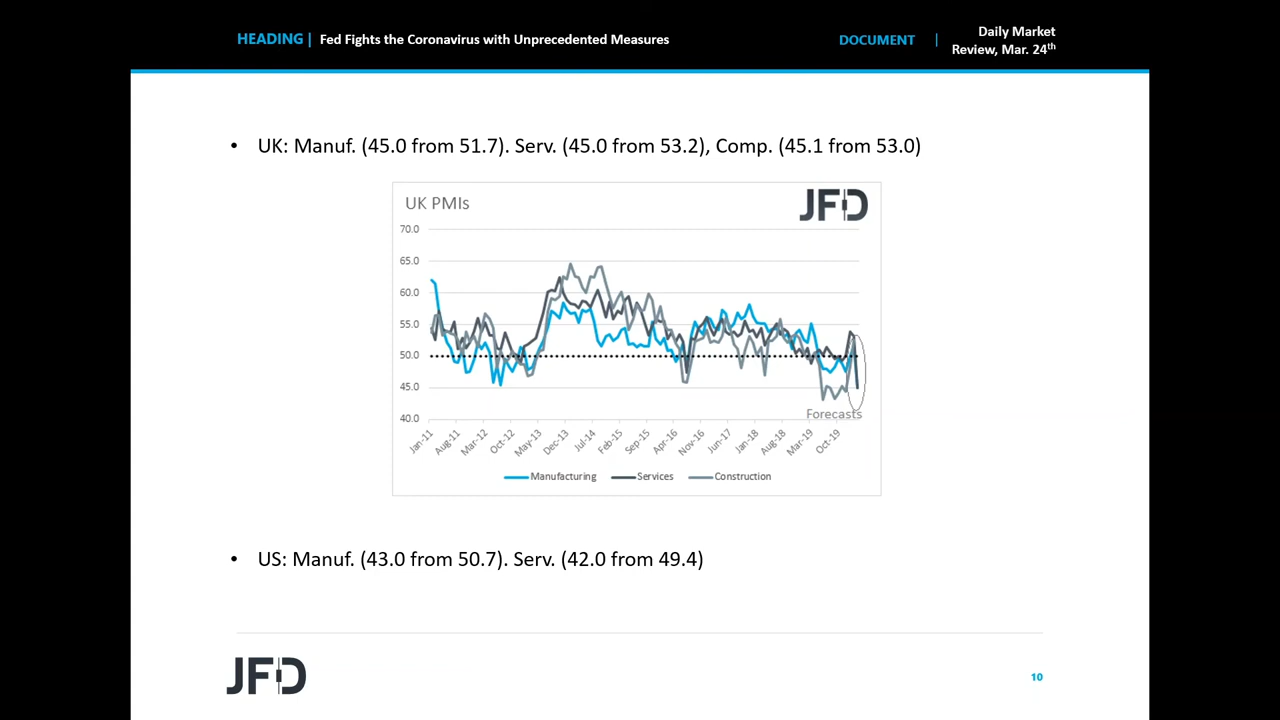 HEADING | Fed Fights the Coronavirus with Unprecedented Measures
DOCUMENT | Daily Market
Review, Mar. 24th
• UK: Manuf. (45.0 from 51.7). Serv. (45.0 from 53.2), Comp. (45.1 from 53.0)
UK PMIs
JFD
70.0
65.0
60.0
55.0
50.0
45.0
40.0
Forecasts
Jan-11 Aug-11 Mar-12 Oct-12 May-13 Dec-13 Jul-14 Feb-15 Sep-15 Apr-16 Nov-16 Jun-17 Jan-18 Aug-18 Mar-19 Oct-19
Manufacturing Services Construction
• US: Manuf. (43.0 from 50.7). Serv. (42.0 from 49.4)
JFD
10